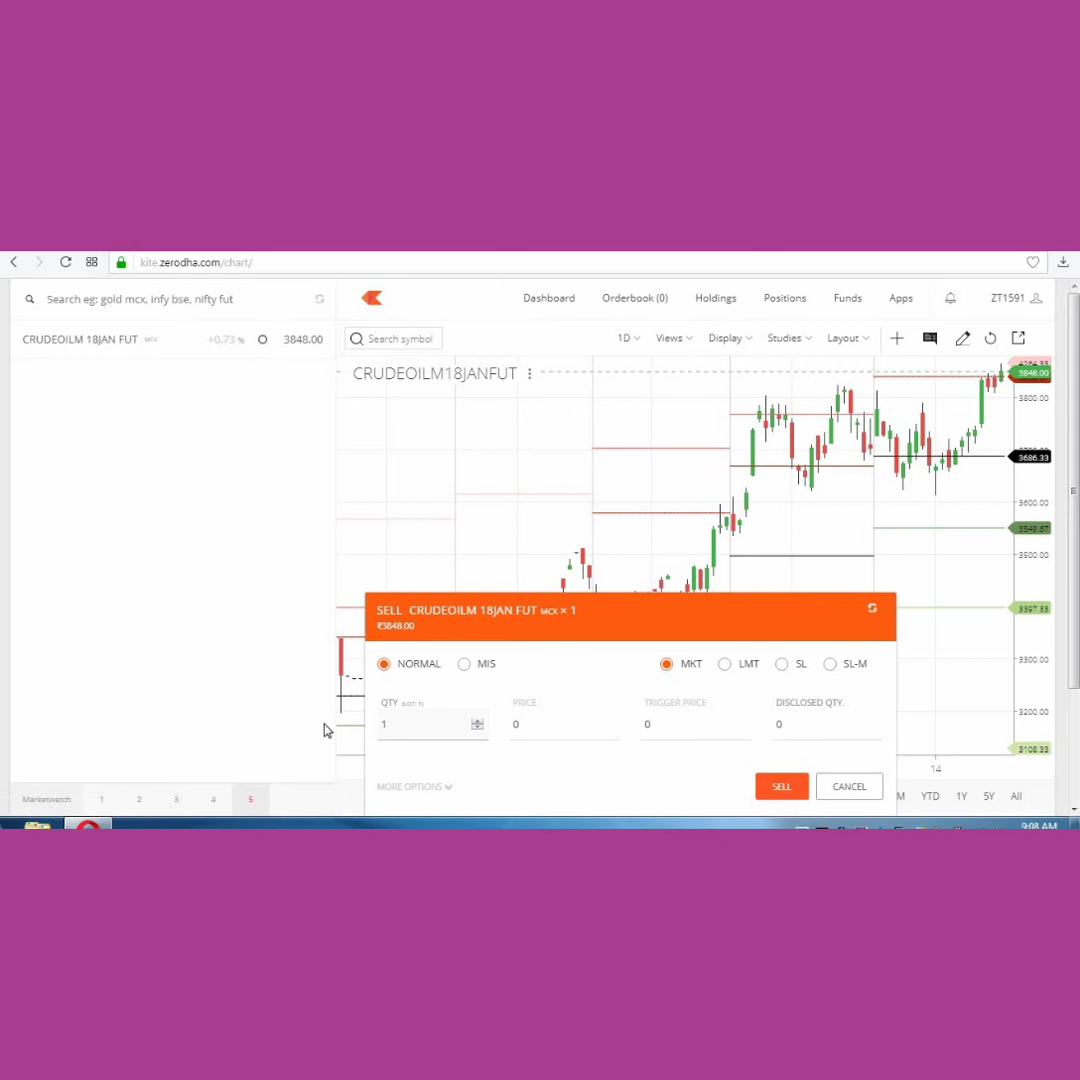 kite.zerodha.com/chart/
Search eg: gold mcx, infy bse, nifty fut
Dashboard Orderbook (0) Holdings Positions Funds Apps ZT1591
CRUDEOILM 18JAN FUT MCX +0.73 % 3848.00
Search symbol 1D Views Display Studies Layout
CRUDEOILM18JANFUT
3848.00
3800.00
3686.33
3600.00
3549.67
3500.00
3397.33
3300.00
3200.00
3108.33
SELL CRUDEOILM 18JAN FUT MCX × 1
₹3848.00
NORMAL MIS MKT LMT SL SL-M
QTY (LOT: 1) PRICE TRIGGER PRICE DISCLOSED QTY.
1 0 0 0
14
MORE OPTIONS SELL CANCEL
M YTD 1Y 5Y All
Marketwatch 1 2 3 4 5
9:08 AM